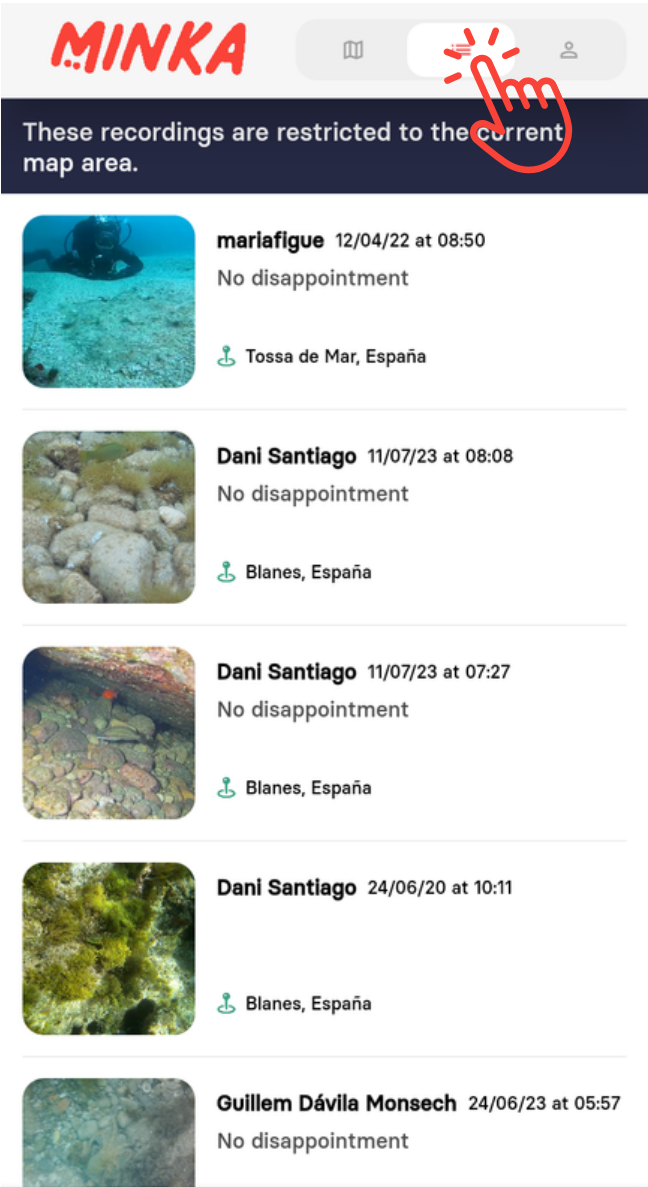 MINKA
These recordings are restricted to the current
map area.
mariafigue 12/04/22 at 08:50
No disappointment
Tossa de Mar, España
Dani Santiago 11/07/23 at 08:08
No disappointment
Blanes, España
Dani Santiago 11/07/23 at 07:27
No disappointment
Blanes, España
Dani Santiago 24/06/20 at 10:11
Blanes, España
Guillem Dávila Monsech 24/06/23 at 05:57
No disappointment